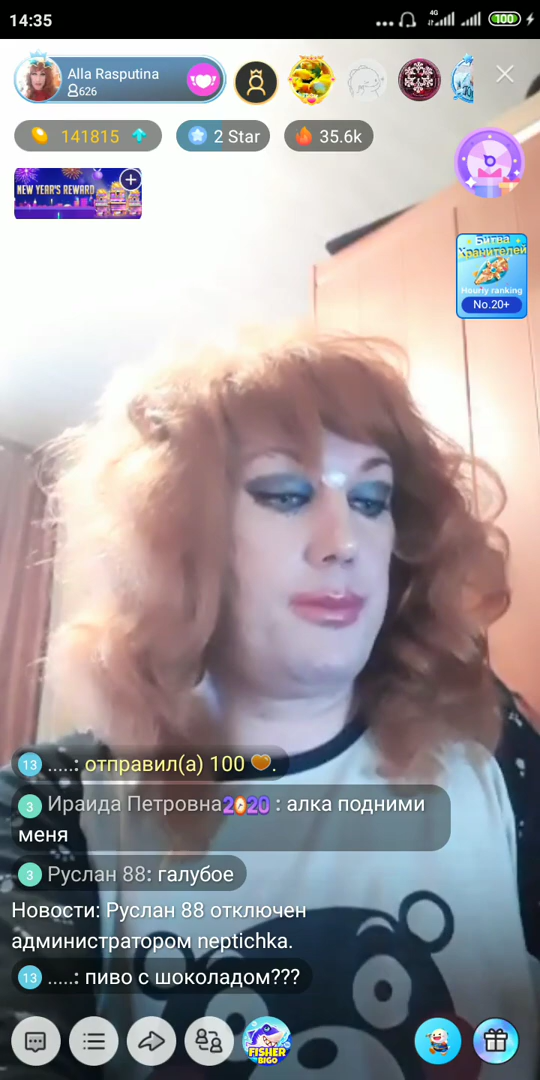 14:35
4G
100
Alla Rasputina
626
141815
2 Star
35.6k
NEW YEAR'S REWARD
Битва
Хранителей
Hourly ranking
No.20+
13 .....: отправил(а) 100 🧡.
3 Ираида Петровна2020 : алка подними
меня
3 Руслан 88: галубое
Новости: Руслан 88 отключен
администратором neptichka.
13 .....: пиво с шоколадом???
FISHER
BIGO